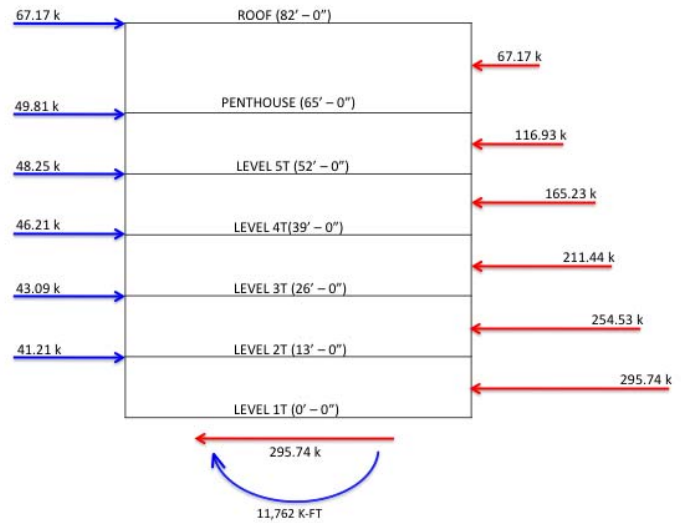 67.17 k
ROOF (82’ – 0”)
67.17 k
49.81 k
PENTHOUSE (65’ – 0”)
116.93 k
48.25 k
LEVEL 5T (52’ – 0”)
165.23 k
46.21 k
LEVEL 4T(39’ – 0”)
211.44 k
43.09 k
LEVEL 3T (26’ – 0”)
254.53 k
41.21 k
LEVEL 2T (13’ – 0”)
295.74 k
LEVEL 1T (0’ – 0”)
295.74 k
11,762 K-FT